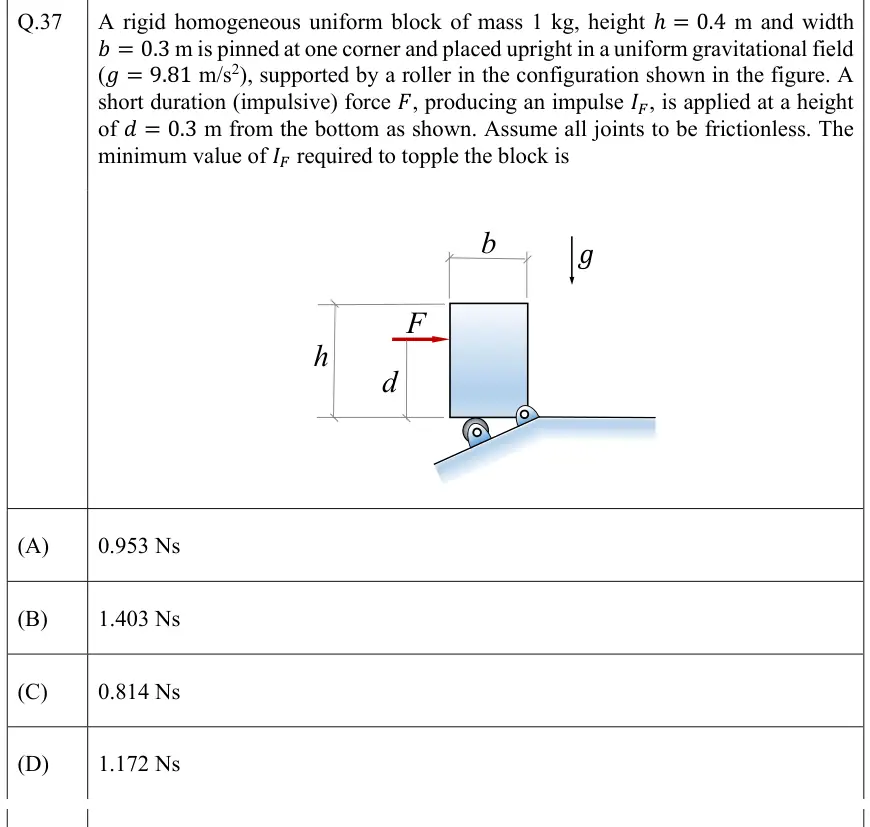 Q.37
A rigid homogeneous uniform block of mass 1 kg, height h = 0.4 m and width
b = 0.3 m is pinned at one corner and placed upright in a uniform gravitational field
(g = 9.81 m/s²), supported by a roller in the configuration shown in the figure. A
short duration (impulsive) force F, producing an impulse I_F, is applied at a height
of d = 0.3 m from the bottom as shown. Assume all joints to be frictionless. The
minimum value of I_F required to topple the block is
b
g
F
h
d
(A) 0.953 Ns
(B) 1.403 Ns
(C) 0.814 Ns
(D) 1.172 Ns